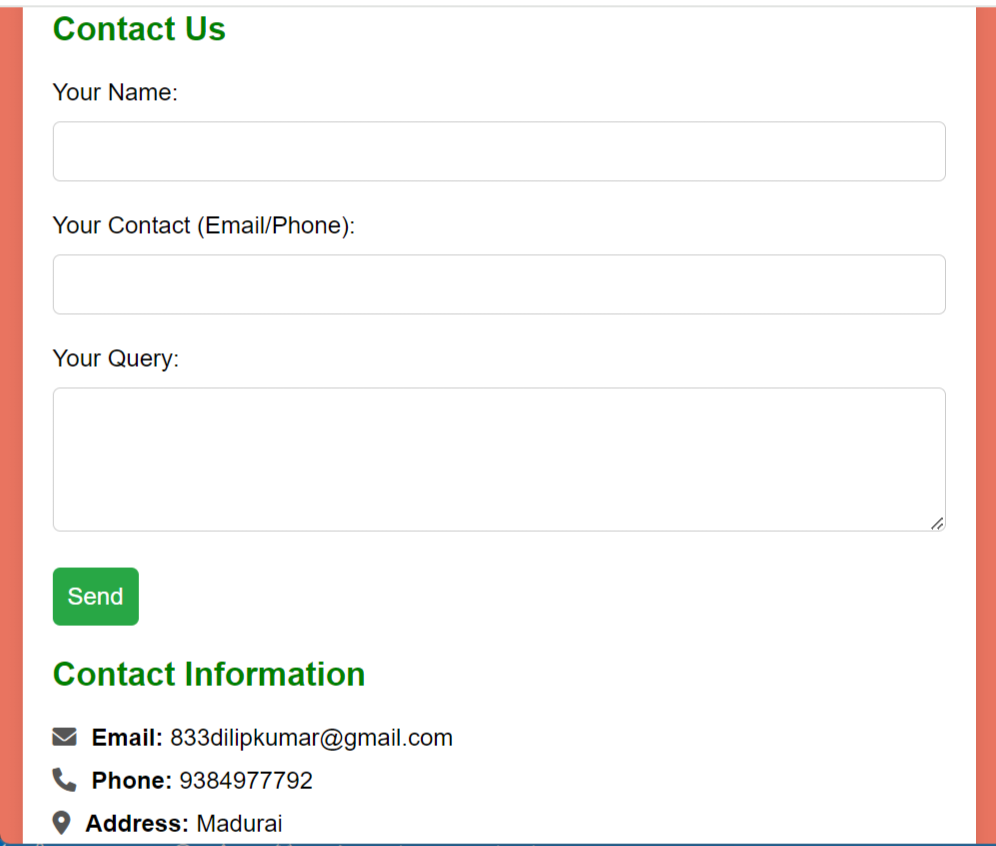 Contact Us
Your Name:
Your Contact (Email/Phone):
Your Query:
Send
Contact Information
Email: 833dilipkumar@gmail.com
Phone: 9384977792
Address: Madurai